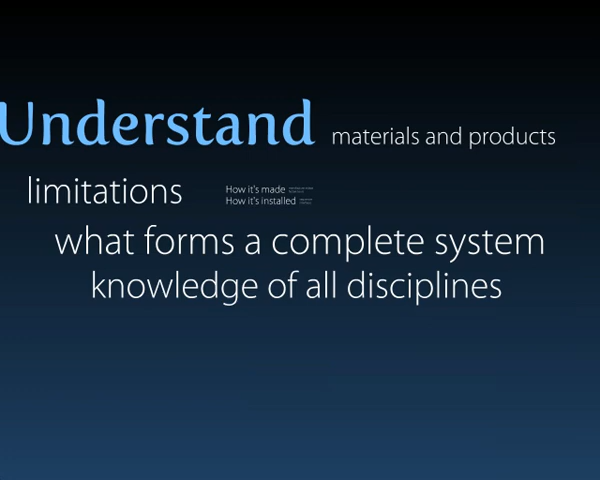 Understand materials and products
limitations
How it's made
How it's installed
what forms a complete system
knowledge of all disciplines